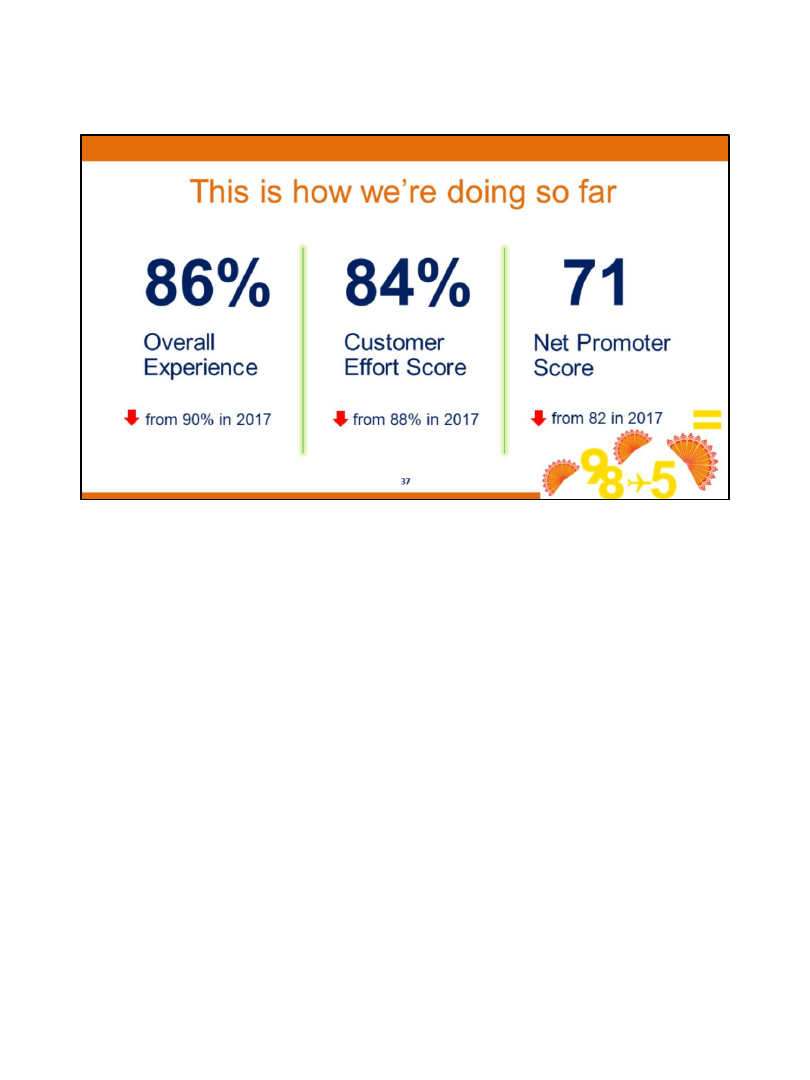 This is how we're doing so far
86%
Overall
Experience
from 90% in 2017
84%
Customer
Effort Score
from 88% in 2017
71
Net Promoter
Score
from 82 in 2017
=
98 5
37